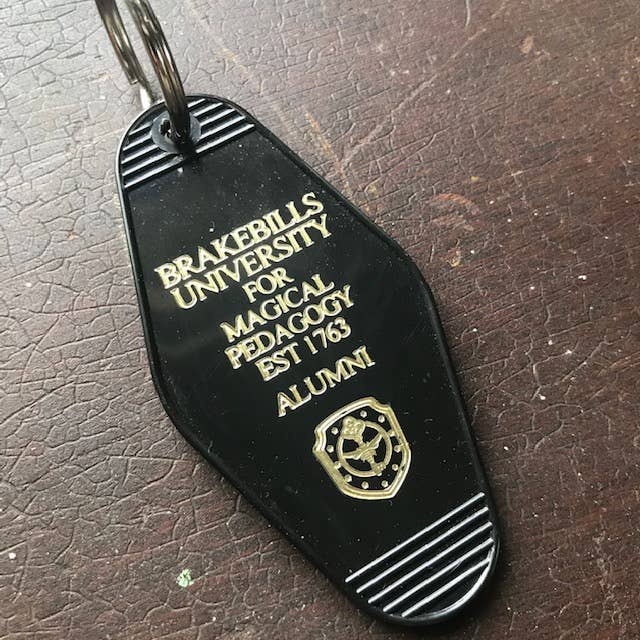 BRAKEBILLS
UNIVERSITY
FOR
MAGICAL
PEDAGOGY
EST 1763
ALUMNI